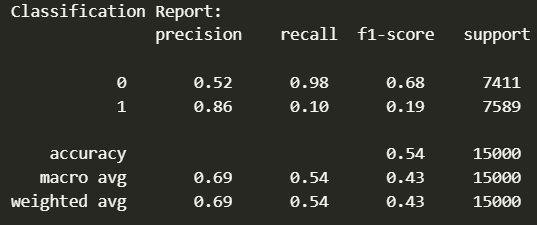 Classification Report:
precision recall f1-score support
0 0.52 0.98 0.68 7411
1 0.86 0.10 0.19 7589
accuracy 0.54 15000
macro avg 0.69 0.54 0.43 15000
weighted avg 0.69 0.54 0.43 15000